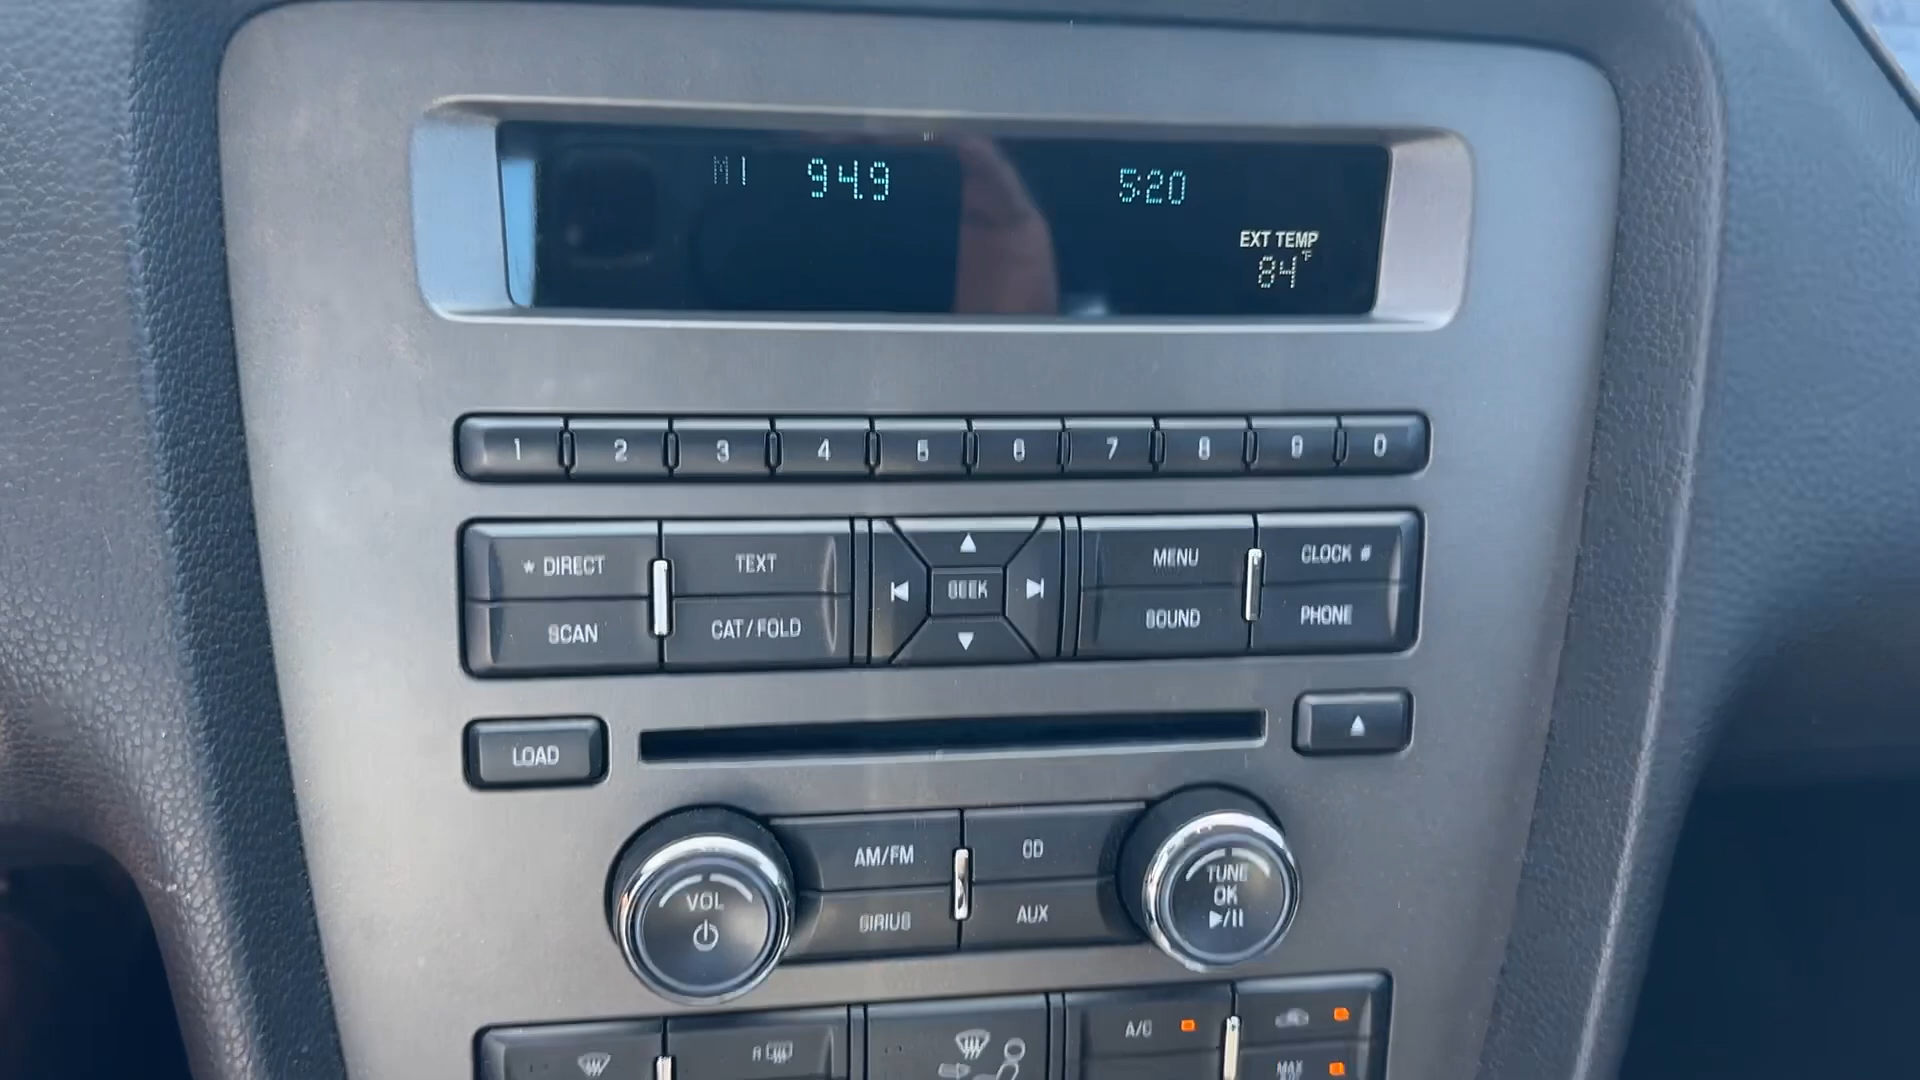 M1 94.9 5:20
EXT TEMP
84°F
1 2 3 4 5 6 7 8 9 0
* DIRECT TEXT MENU CLOCK #
SEEK
SCAN CAT/FOLD SOUND PHONE
LOAD
AM/FM CD
VOL TUNE
OK
SIRIUS AUX
A/C
R
MAX